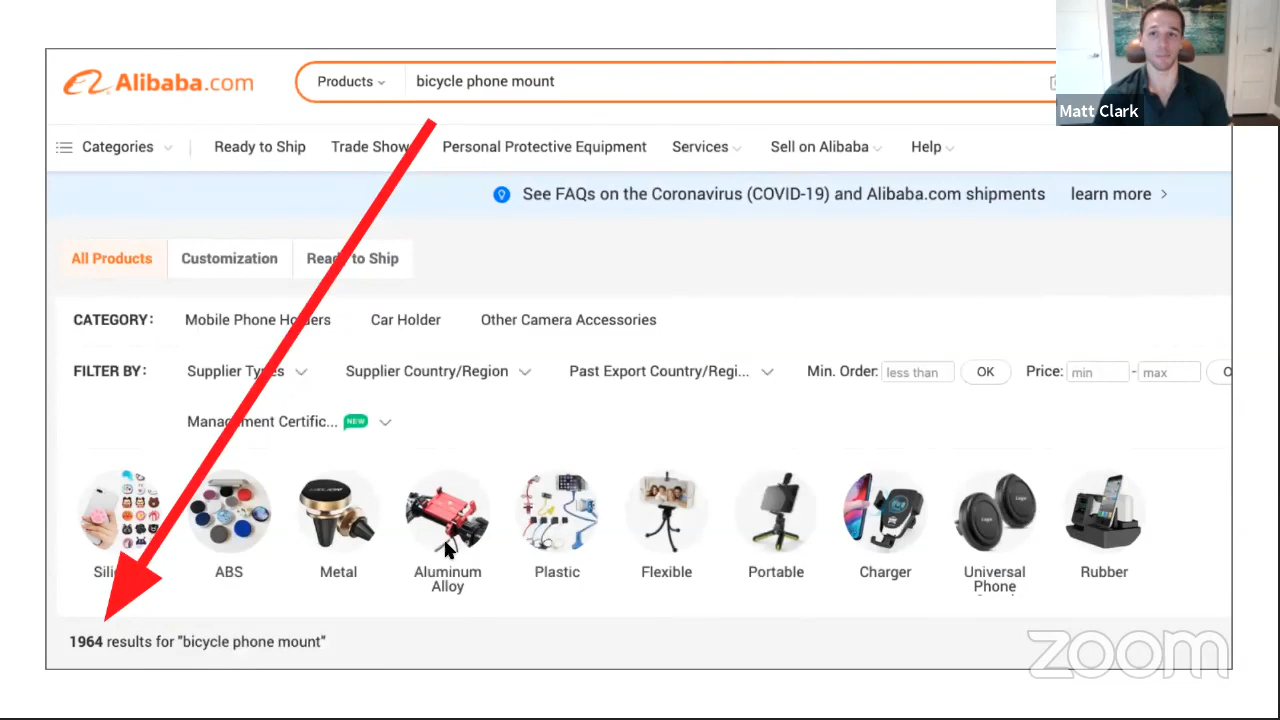 Alibaba.com
Products
bicycle phone mount
Matt Clark
Categories
Ready to Ship
Trade Show
Personal Protective Equipment
Services
Sell on Alibaba
Help
See FAQs on the Coronavirus (COVID-19) and Alibaba.com shipments
learn more >
All Products
Customization
Ready to Ship
CATEGORY:
Mobile Phone Holders
Car Holder
Other Camera Accessories
FILTER BY:
Supplier Types
Supplier Country/Region
Past Export Country/Regi...
Min. Order:
less than
OK
Price:
min
-
max
Management Certific...
NEW
ABS
Metal
Aluminum
Alloy
Plastic
Flexible
Portable
Charger
Universal
Phone
Rubber
1964 results for "bicycle phone mount"
zoom